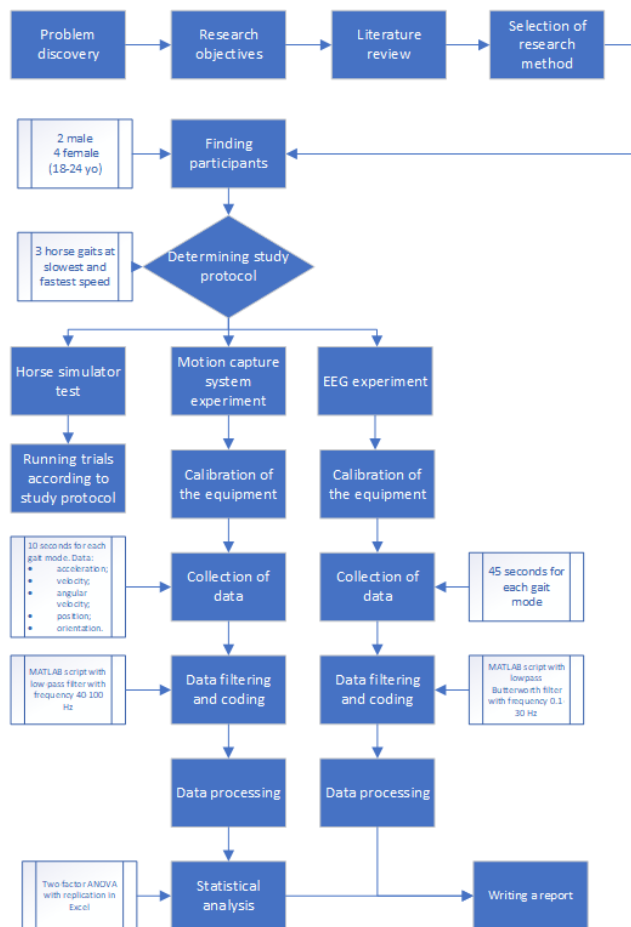 Problem
discovery
Research
objectives
Literature
review
Selection of
research
method
2 male
4 female
(18-24 yo)
Finding
participants
3 horse gaits at
slowest and
fastest speed
Determining study
protocol
Horse simulator
test
Motion capture
system
experiment
EEG experiment
Running trials
according to
study protocol
Calibration of
the equipment
Calibration of
the equipment
10 seconds for each
gait mode. Data:
• acceleration;
• velocity;
• angular
velocity;
• position;
• orientation.
Collection of
data
Collection of
data
45 seconds for
each gait
mode
MATLAB script with
low-pass filter with
frequency 40 100
Hz
Data filtering
and coding
Data filtering
and coding
MATLAB script with
lowpass
Butterworth filter
with frequency 0.1
30 Hz
Data processing
Data processing
Two factor ANOVA
with replication in
Excel
Statistical
analysis
Writing a report